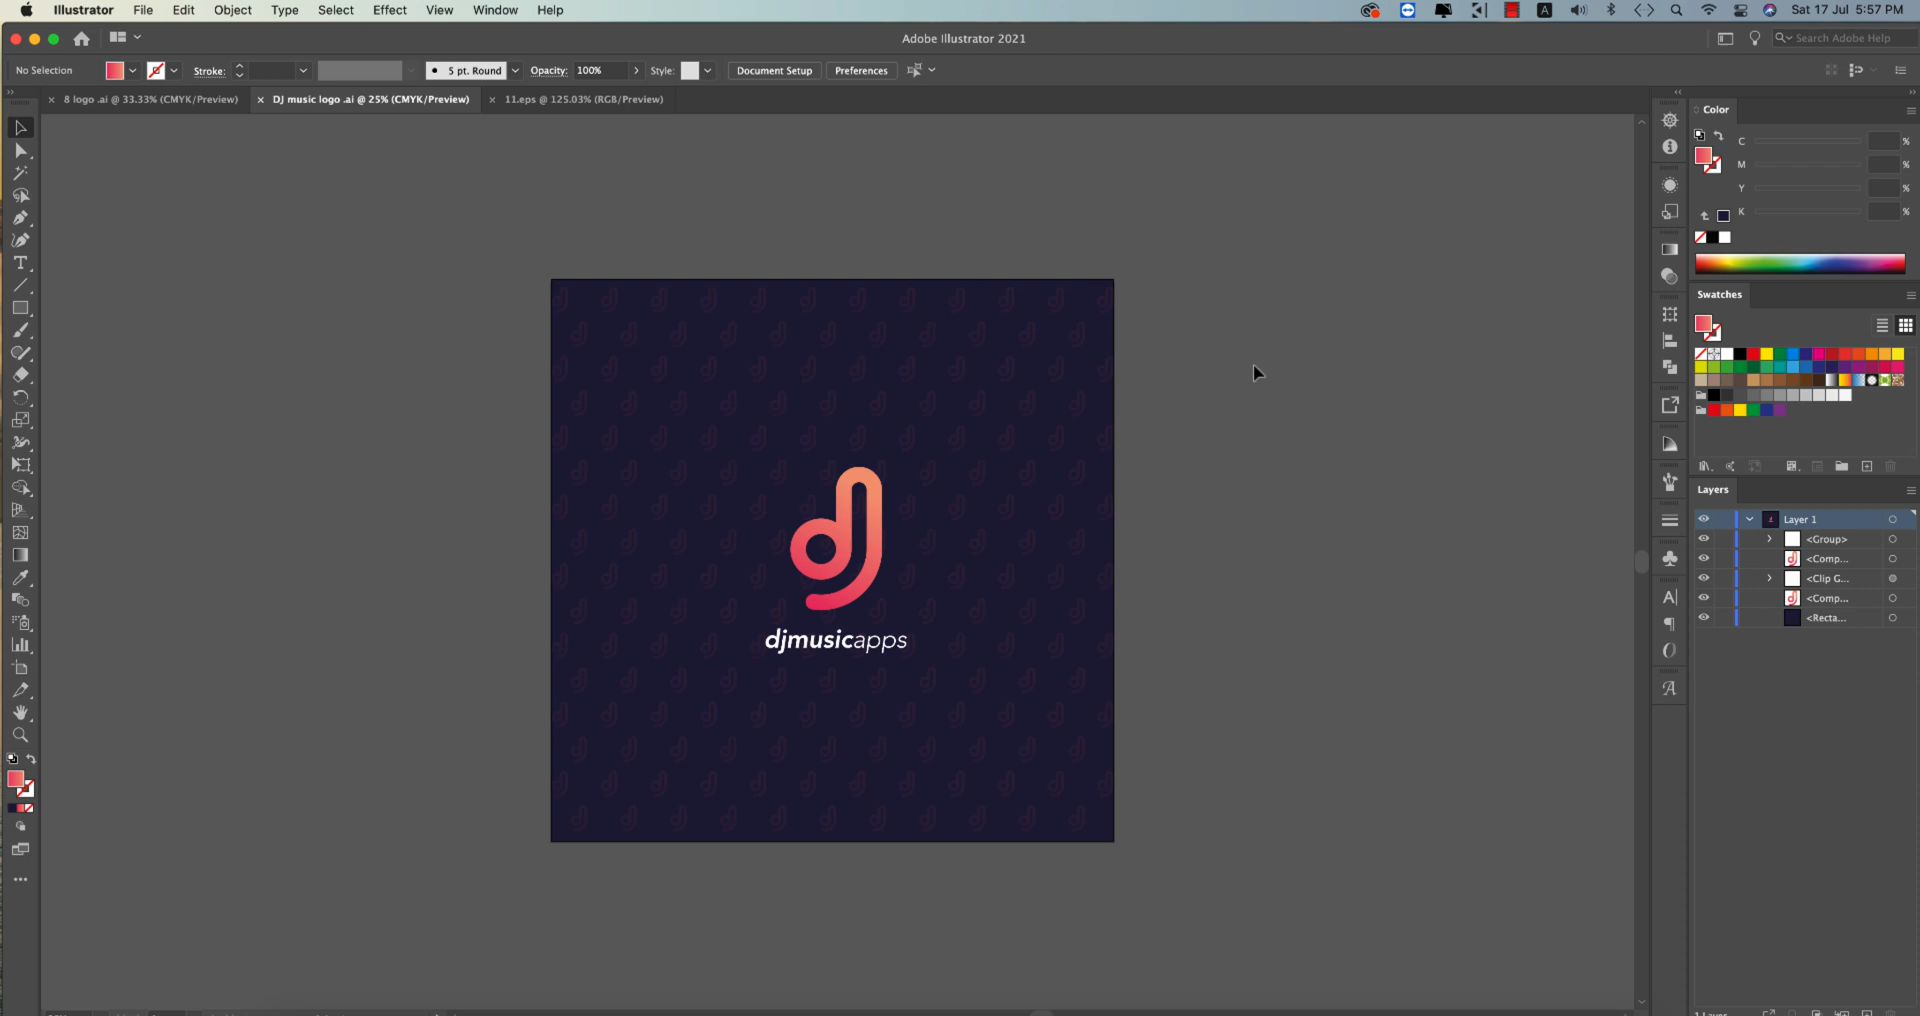 Illustrator File Edit Object Type Select Effect View Window Help
A
Sat 17 Jul 5:57 PM
Adobe Illustrator 2021
Search Adobe Help
No Selection
Stroke:
5 pt. Round
Opacity: 100%
Style:
Document Setup
Preferences
8 logo .ai @ 33.33% (CMYK/Preview)
DJ music logo .ai @ 25% (CMYK/Preview)
11.eps @ 125.03% (RGB/Preview)
Color
C %
M %
Y %
K %
Swatches
Layers
Layer 1
<Group>
<Comp...
<Clip G...
<Comp...
<Recta...
djmusicapps